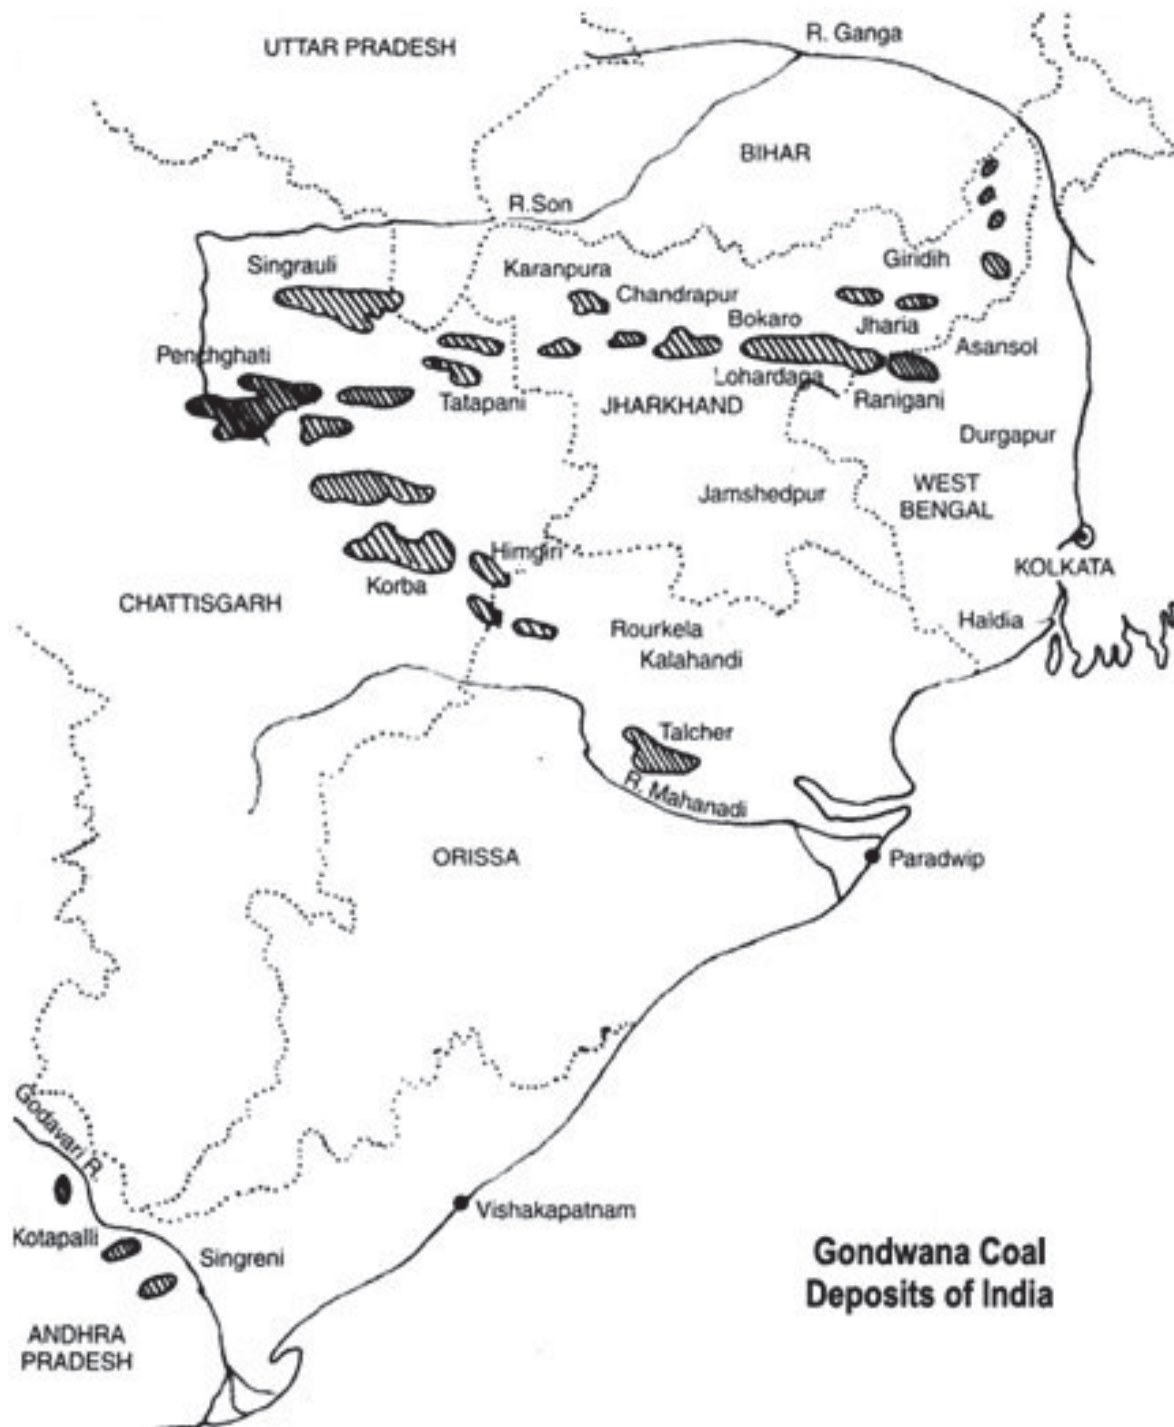 UTTAR PRADESH
R. Ganga
BIHAR
R.Son
Singrauli
Karanpura
Giridih
Chandrapur
Bokaro
Jharia
Asansol
Penchghati
Lohardaga
Tatapani
JHARKHAND
Raniganj
Durgapur
Jamshedpur
WEST
BENGAL
Himgiri
KOLKATA
Korba
CHATTISGARH
Haldia
Rourkela
Kalahandi
Talcher
R. Mahanadi
ORISSA
Paradwip
Godavari R.
Vishakapatnam
Kotapalli
Singreni
Gondwana Coal
Deposits of India
ANDHRA
PRADESH